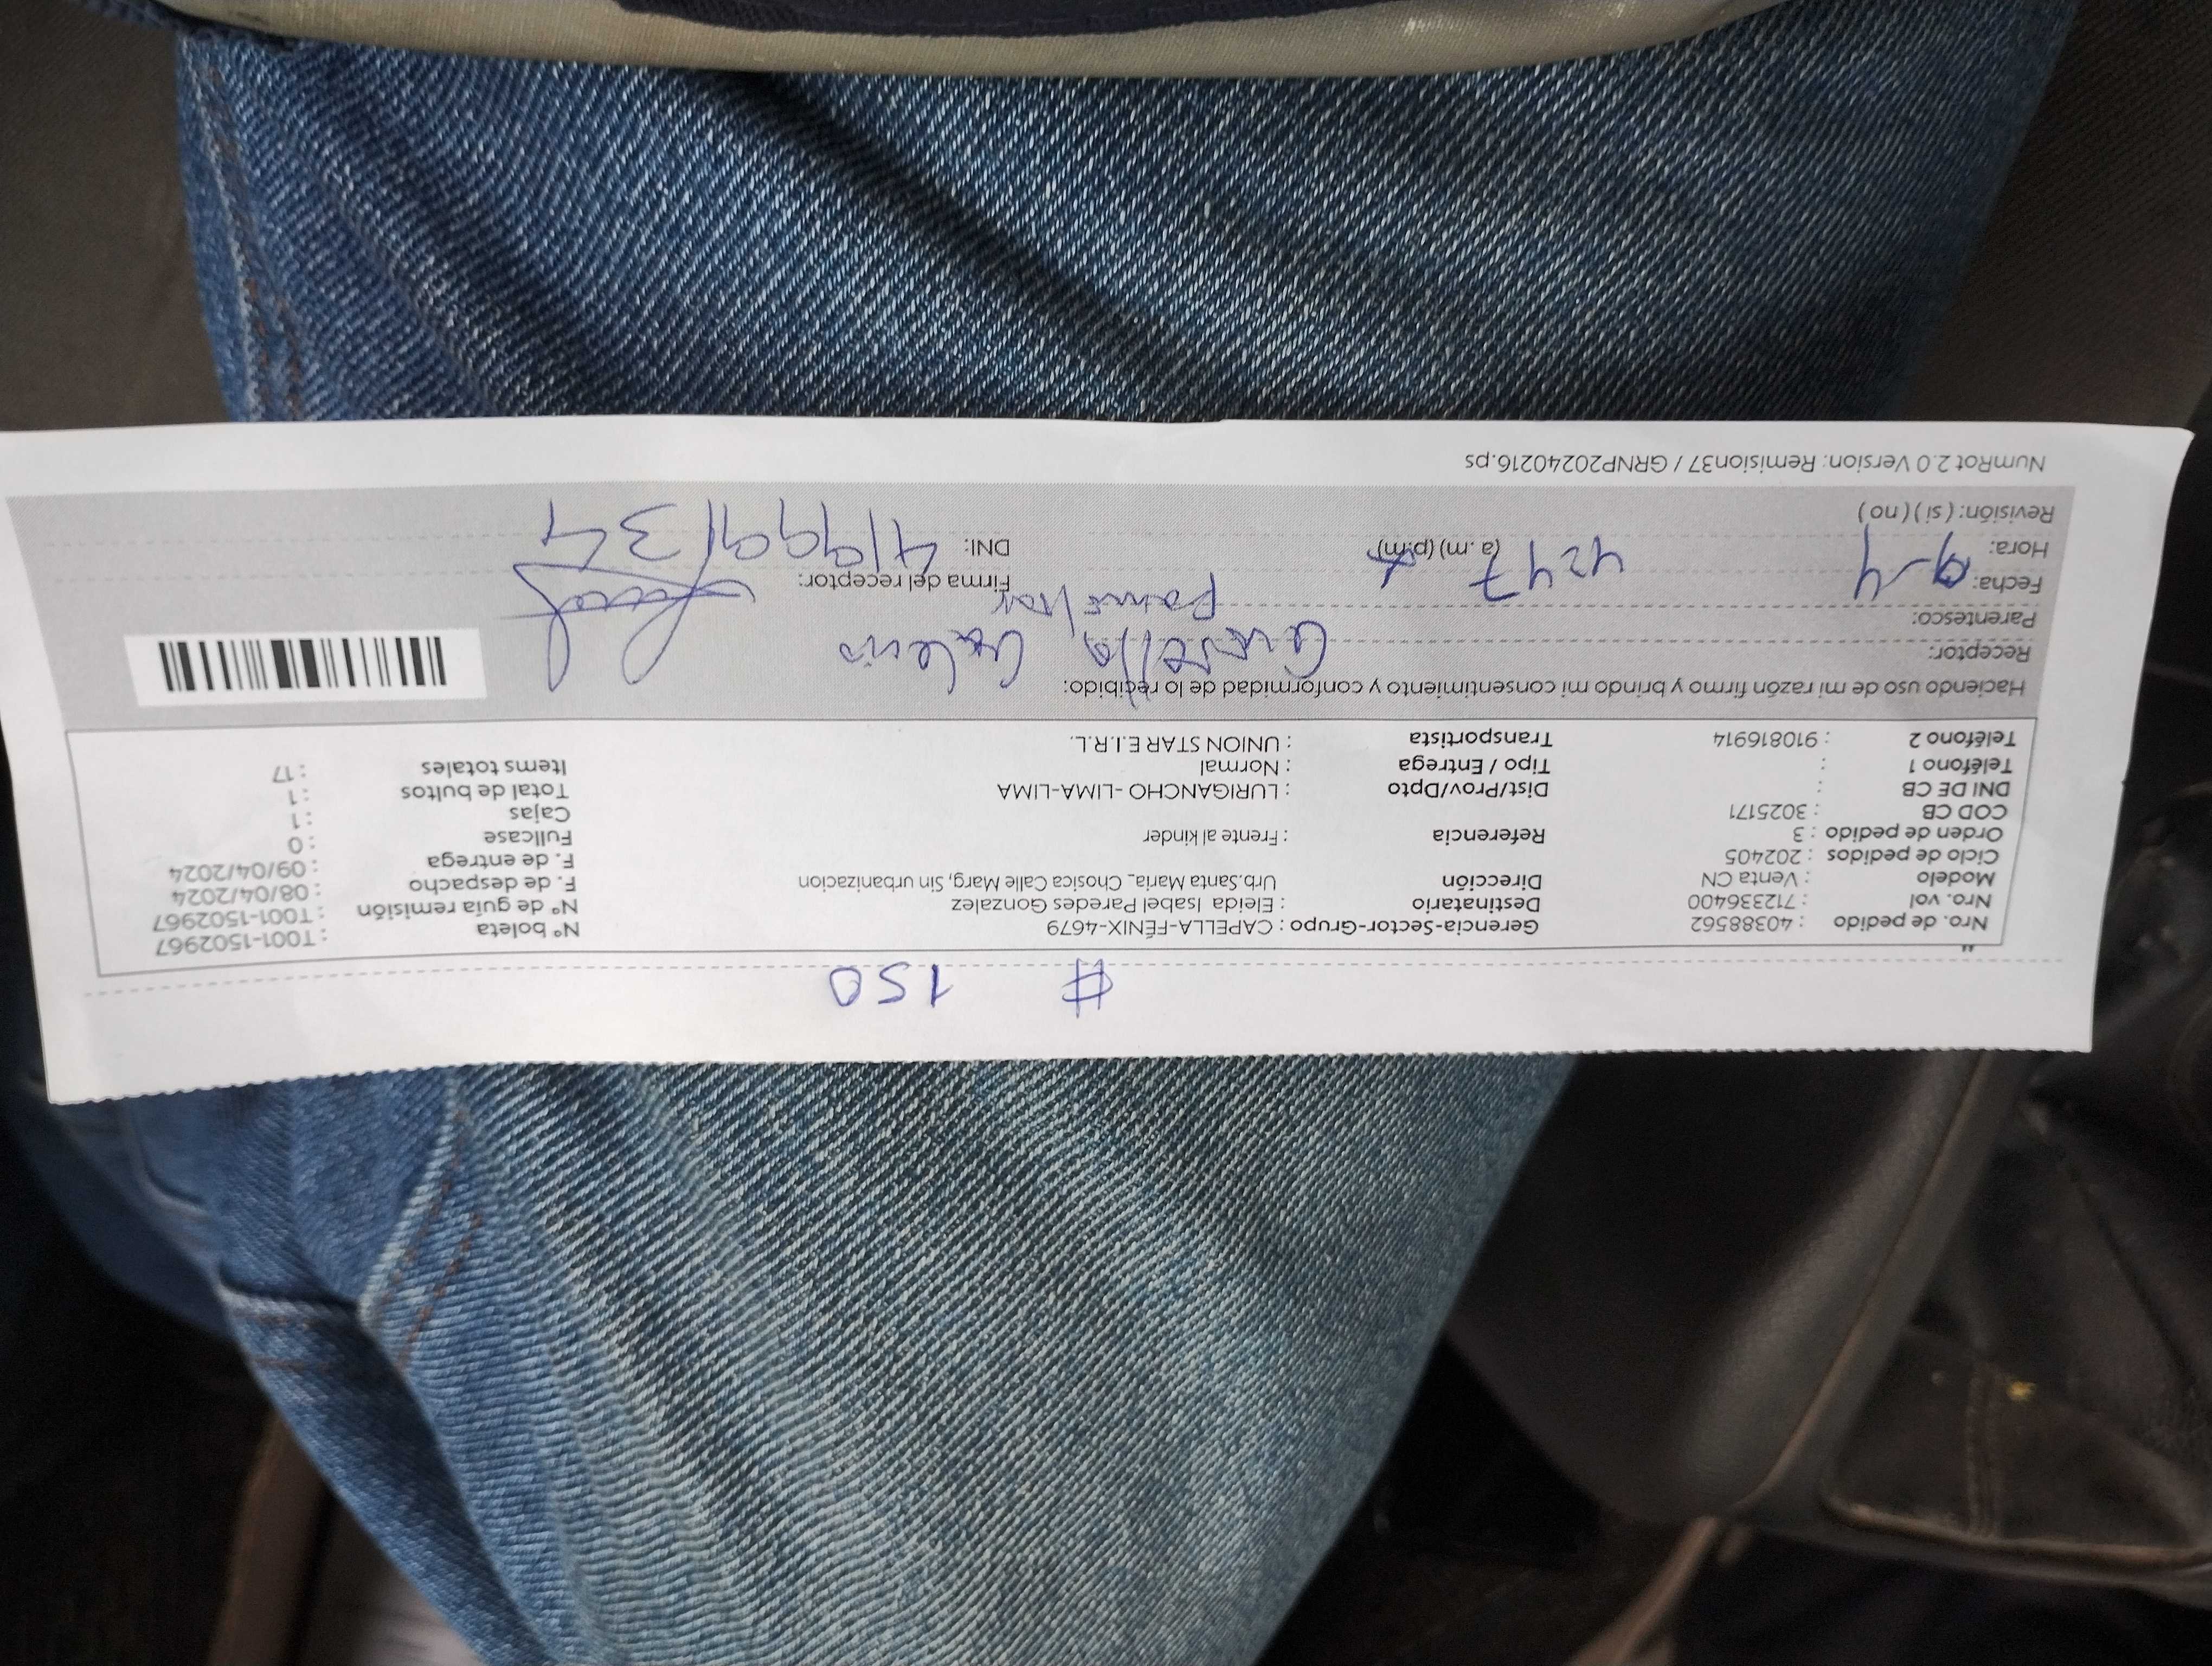 # 150
Nro. de pedido : 40388562 Gerencia-Sector-Grupo : CAPELLA-FÉNIX-4679 N° boleta : T001-1502967
Nro. vol : 712336400 Destinatario : Eleida Isabel Paredes Gonzalez N° de guía remisión : T001-1502967
Modelo : Venta CN Dirección Urb.Santa Maria_ Chosica Calle Marg, Sin urbanizacion F. de despacho : 08/04/2024
Ciclo de pedidos : 202405 F. de entrega : 09/04/2024
Orden de pedido : 3 Referencia : Frente al kinder Fullcase : 0
COD CB : 3025171 Cajas : 1
DNI DE CB : Dist/Prov/Dpto : LURIGANCHO -LIMA-LIMA Total de bultos : 1
Teléfono 1 : Tipo / Entrega : Normal Items totales : 17
Teléfono 2 : 910816914 Transportista : UNION STAR E.I.R.L.
Haciendo uso de mi razón firmo y brindo mi consentimiento y conformidad de lo recibido:
Receptor:
Parentesco:
Fecha: 9-4 Firma del receptor:
Hora: 4:47 (a.m) (p.m) DNI: 41999134
Revisión: ( si ) ( no )
NumRot 2.0 Version: Remision37 / GRNP20240216.ps